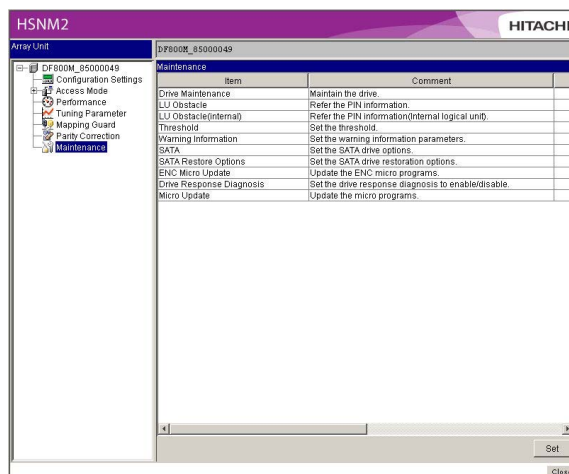 HSNM2
HITACHI
Array Unit
DF800M_85000049
DF800M_85000049
Configuration Settings
Access Mode
Performance
Tuning Parameter
Mapping Guard
Parity Correction
Maintenance
Maintenance
Item Comment
Drive Maintenance Maintain the drive.
LU Obstacle Refer the PIN information.
LU Obstacle(internal) Refer the PIN information(Internal logical unit).
Threshold Set the threshold.
Warning Information Set the warning information parameters.
SATA Set the SATA drive options.
SATA Restore Options Set the SATA drive restoration options.
ENC Micro Update Update the ENC micro programs.
Drive Response Diagnosis Set the drive response diagnosis to enable/disable.
Micro Update Update the micro programs.
Set
Close